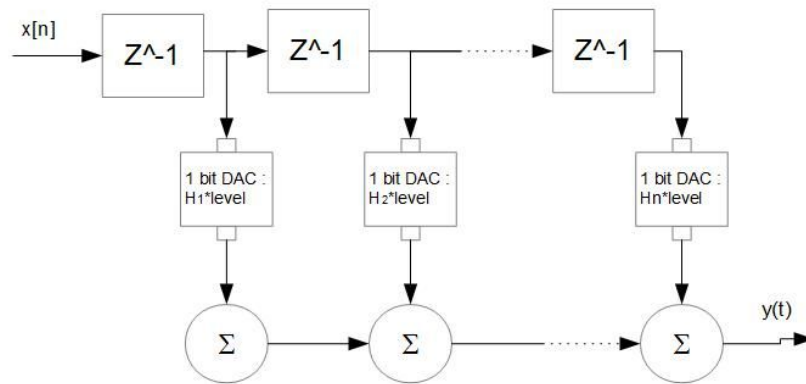 x[n]
Z^-1
Z^-1
Z^-1
1 bit DAC :
H1*level
1 bit DAC :
H2*level
1 bit DAC :
Hn*level
Σ
Σ
Σ
y(t)